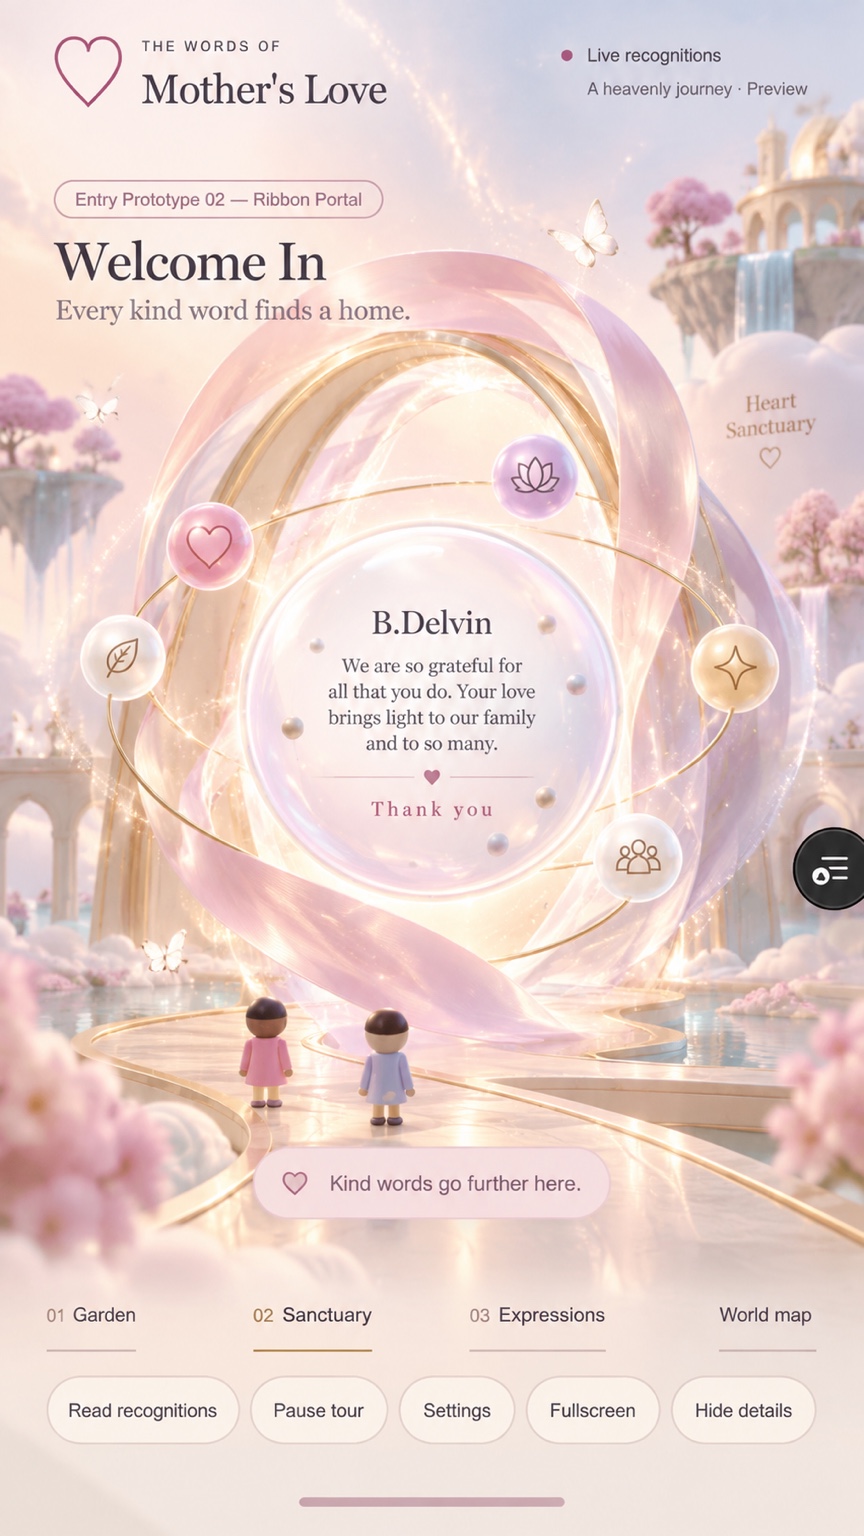 THE WORDS OF
Mother's Love
Live recognitions
A heavenly journey · Preview
Entry Prototype 02 — Ribbon Portal
Welcome In
Every kind word finds a home.
Heart
Sanctuary
B.Delvin
We are so grateful for
all that you do. Your love
brings light to our family
and to so many.
Thank you
Kind words go further here.
01 Garden
02 Sanctuary
03 Expressions
World map
Read recognitions
Pause tour
Settings
Fullscreen
Hide details